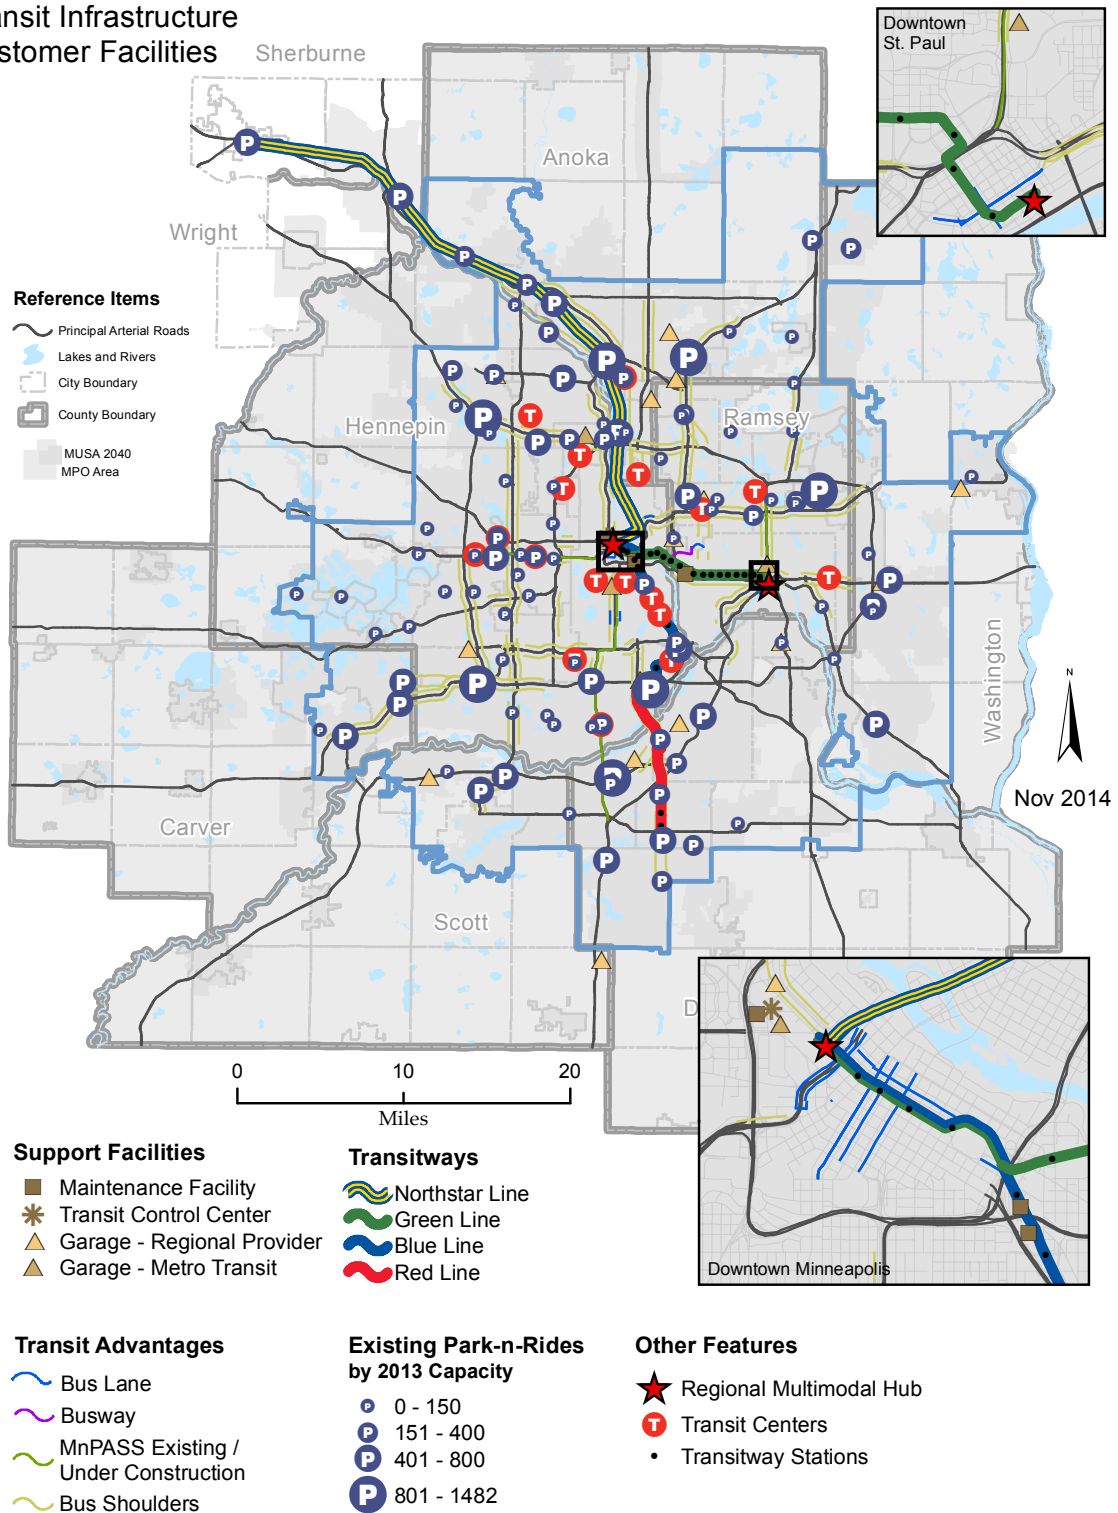 ansit Infrastructure
stomer Facilities
Sherburne
Anoka
Wright
Downtown
St. Paul
Reference Items
Principal Arterial Roads
Lakes and Rivers
City Boundary
County Boundary
MUSA 2040
MPO Area
Hennepin
Ramsey
Washington
N
Nov 2014
Carver
Scott
D
0 10 20
Miles
Downtown Minneapolis
Support Facilities
Maintenance Facility
Transit Control Center
Garage - Regional Provider
Garage - Metro Transit
Transitways
Northstar Line
Green Line
Blue Line
Red Line
Transit Advantages
Bus Lane
Busway
MnPASS Existing /
Under Construction
Bus Shoulders
Existing Park-n-Rides
by 2013 Capacity
P 0 - 150
P 151 - 400
P 401 - 800
P 801 - 1482
Other Features
Regional Multimodal Hub
T Transit Centers
Transitway Stations